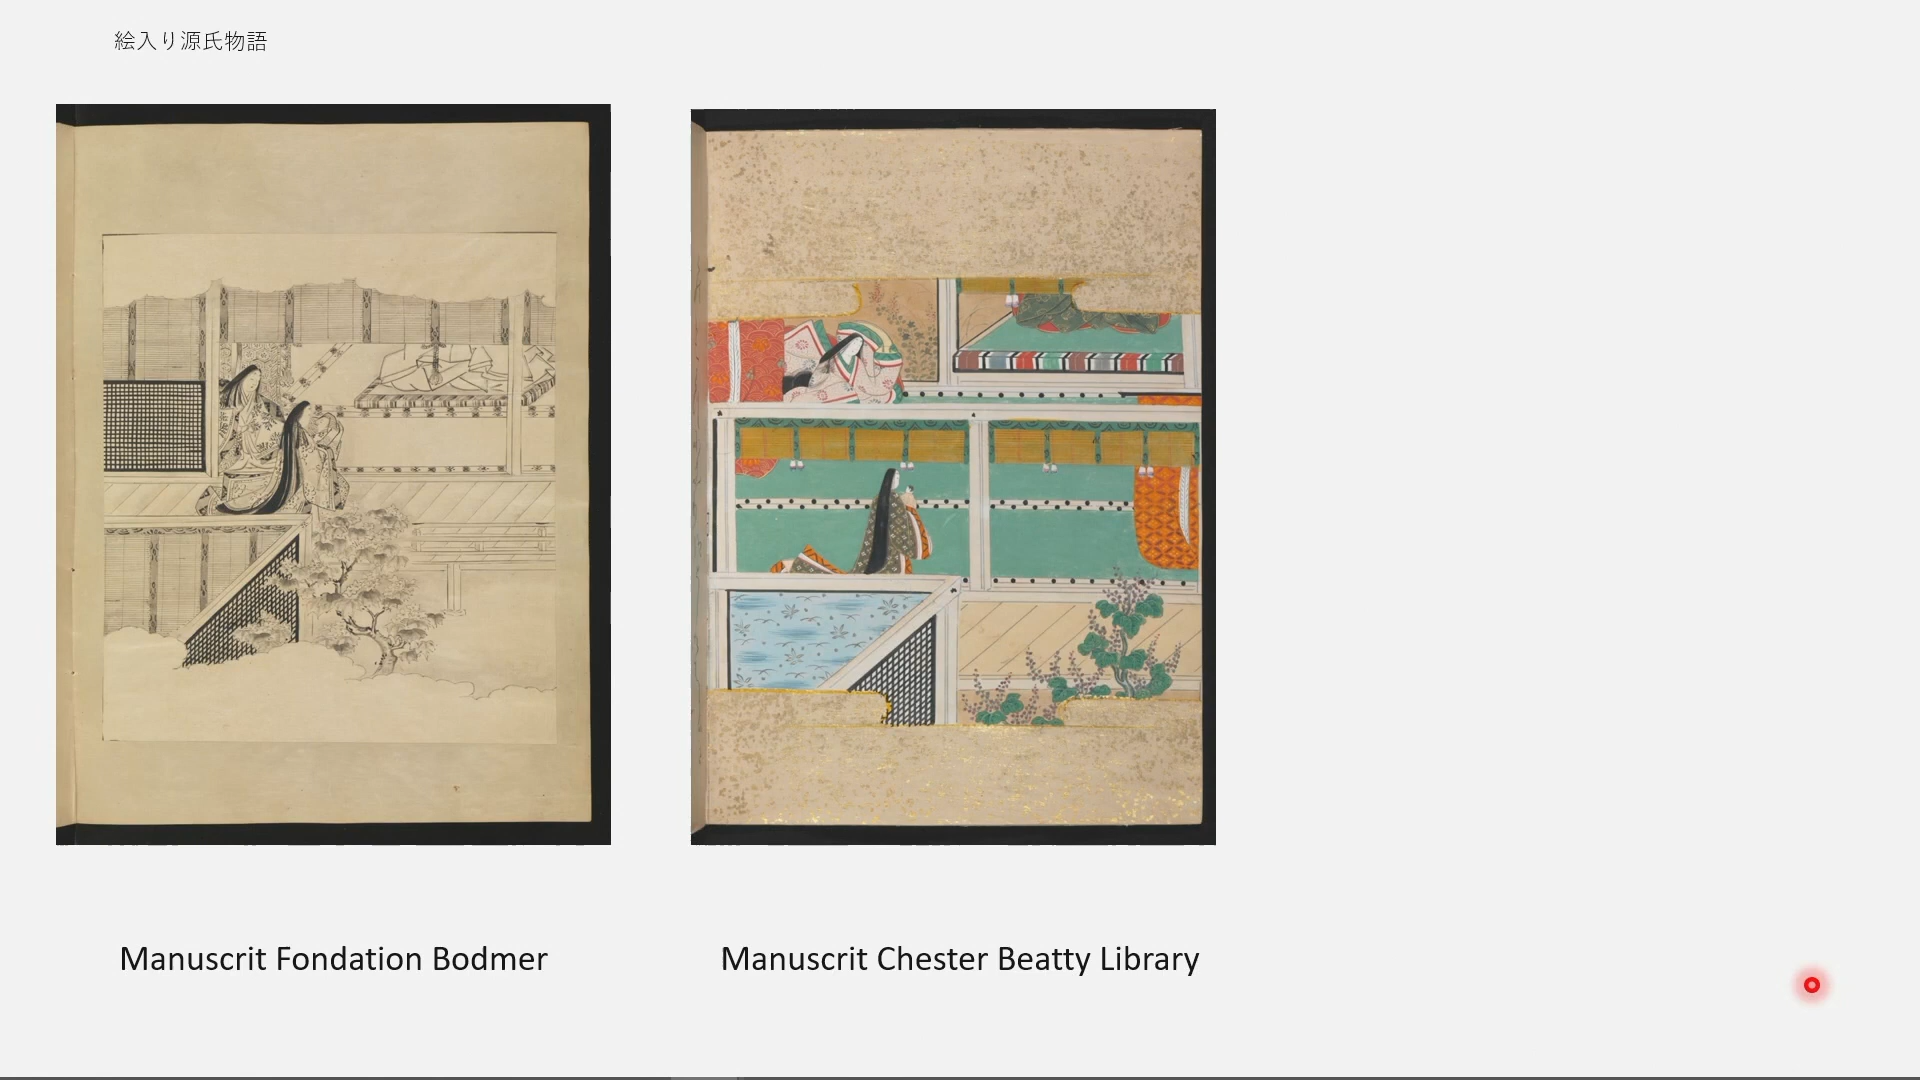 絵入り源氏物語
Manuscrit Fondation Bodmer
Manuscrit Chester Beatty Library